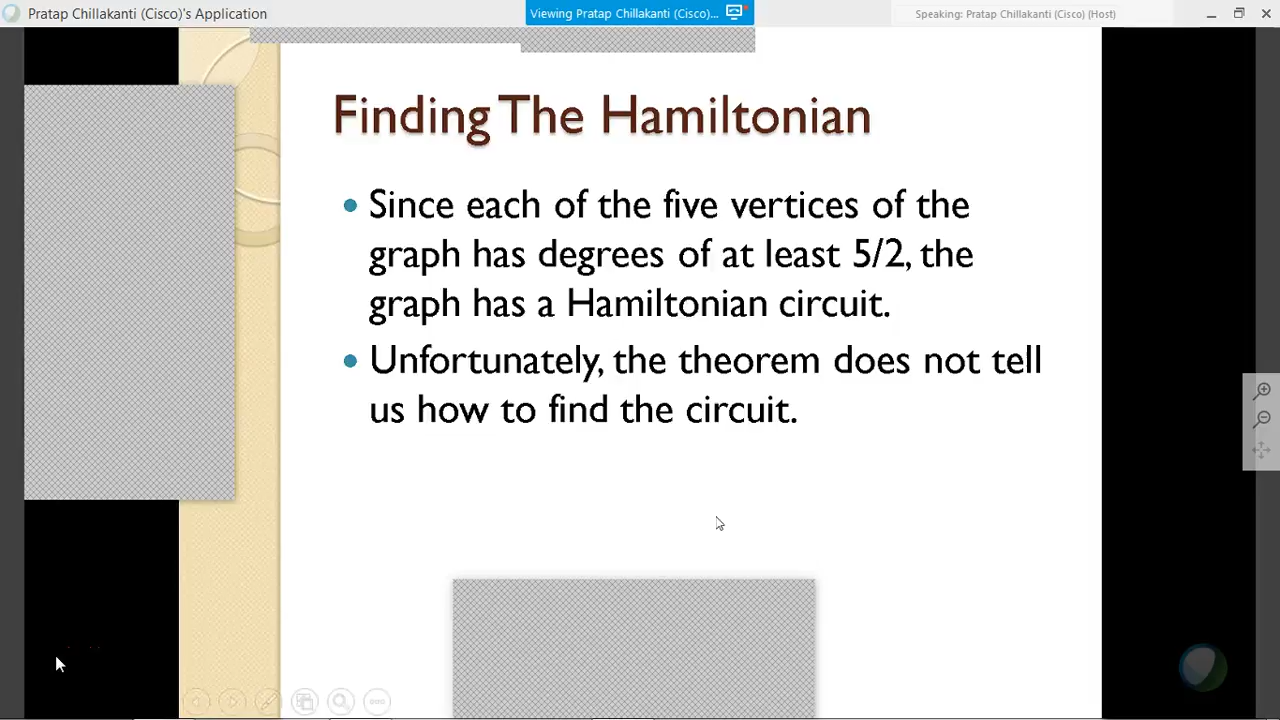 Pratap Chillakanti (Cisco)'s Application
Viewing Pratap Chillakanti (Cisco)...
Speaking: Pratap Chillakanti (Cisco) (Host)
Finding The Hamiltonian
• Since each of the five vertices of the
graph has degrees of at least 5/2, the
graph has a Hamiltonian circuit.
• Unfortunately, the theorem does not tell
us how to find the circuit.